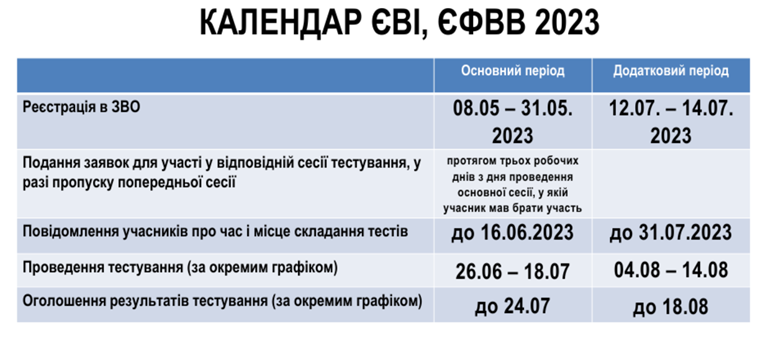 КАЛЕНДАР ЄВІ, ЄФВВ 2023
Основний період
Додатковий період
Реєстрація в ЗВО
08.05 – 31.05.
2023
12.07. – 14.07.
2023
Подання заявок для участі у відповідній сесії тестування, у
разі пропуску попередньої сесії
протягом трьох робочих
днів з дня проведення
основної сесії, у якій
учасник мав брати участь
Повідомлення учасників про час і місце складання тестів
до 16.06.2023
до 31.07.2023
Проведення тестування (за окремим графіком)
26.06 – 18.07
04.08 – 14.08
Оголошення результатів тестування (за окремим графіком)
до 24.07
до 18.08